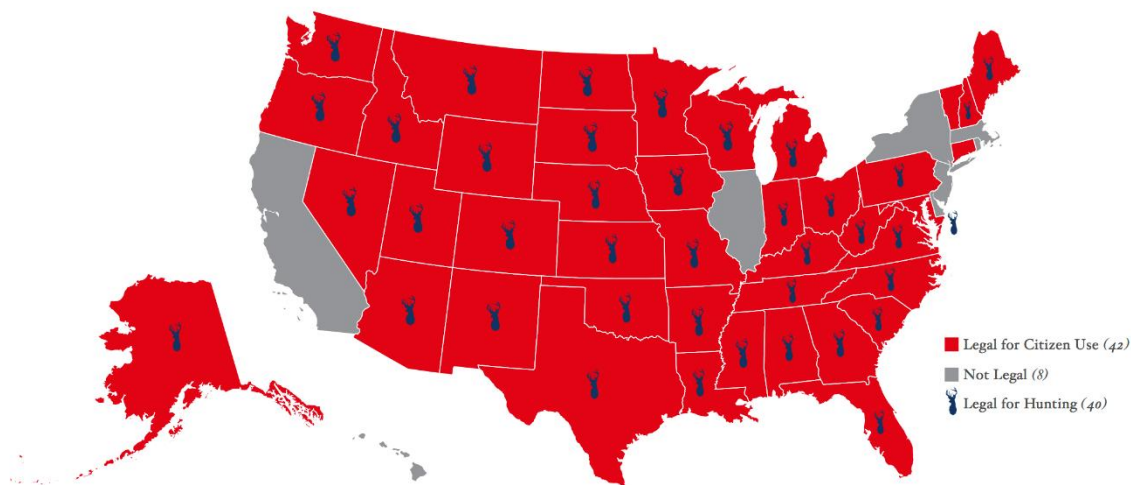 Legal for Citizen Use (42)
Not Legal (8)
Legal for Hunting (40)